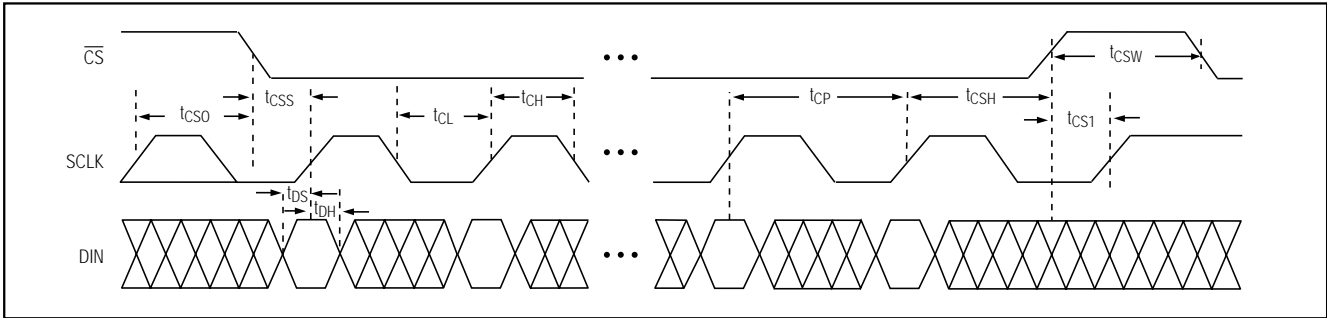 CS
tCSW
tCSS
tCH
tCP
tCSH
tCSO
tCL
tCS1
SCLK
tDS
tDH
DIN